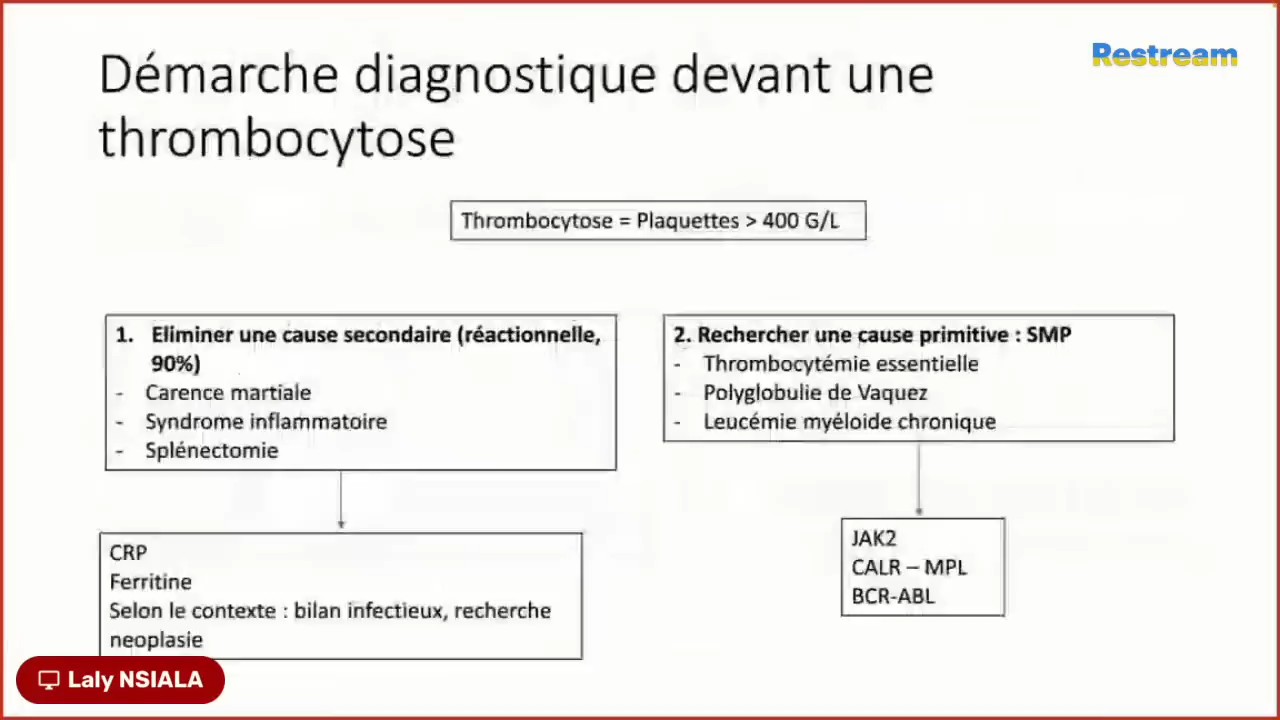 Démarche diagnostique devant une
thrombocytose
Restream
Thrombocytose = Plaquettes > 400 G/L
1. Eliminer une cause secondaire (réactionnelle,
90%)
- Carence martiale
- Syndrome inflammatoire
- Splénectomie
2. Rechercher une cause primitive : SMP
- Thrombocytémie essentielle
- Polyglobulie de Vaquez
- Leucémie myéloide chronique
CRP
Ferritine
Selon le contexte : bilan infectieux, recherche
neoplasie
JAK2
CALR – MPL
BCR-ABL
Laly NSIALA